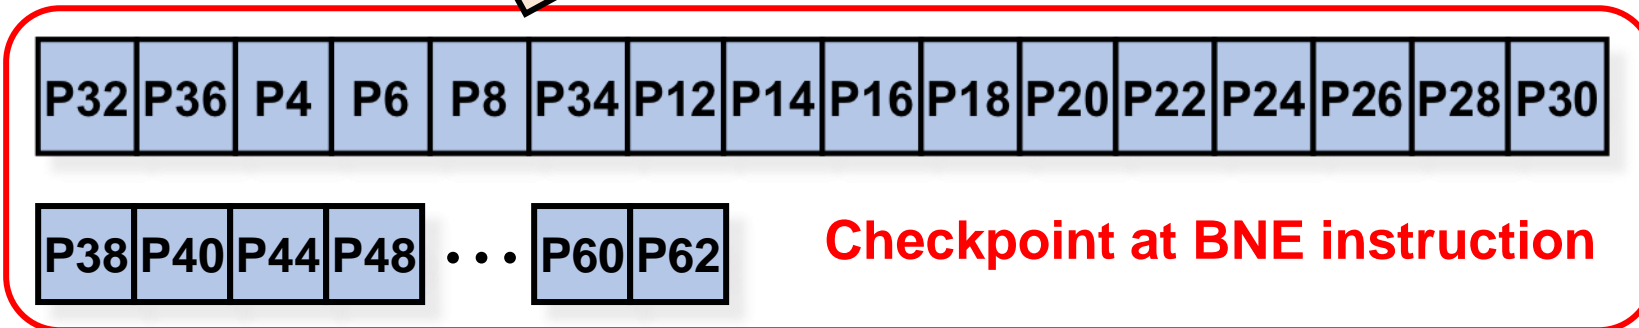 P32 P36 P4 P6 P8 P34 P12 P14 P16 P18 P20 P22 P24 P26 P28 P30
P38 P40 P44 P48 ... P60 P62 Checkpoint at BNE instruction